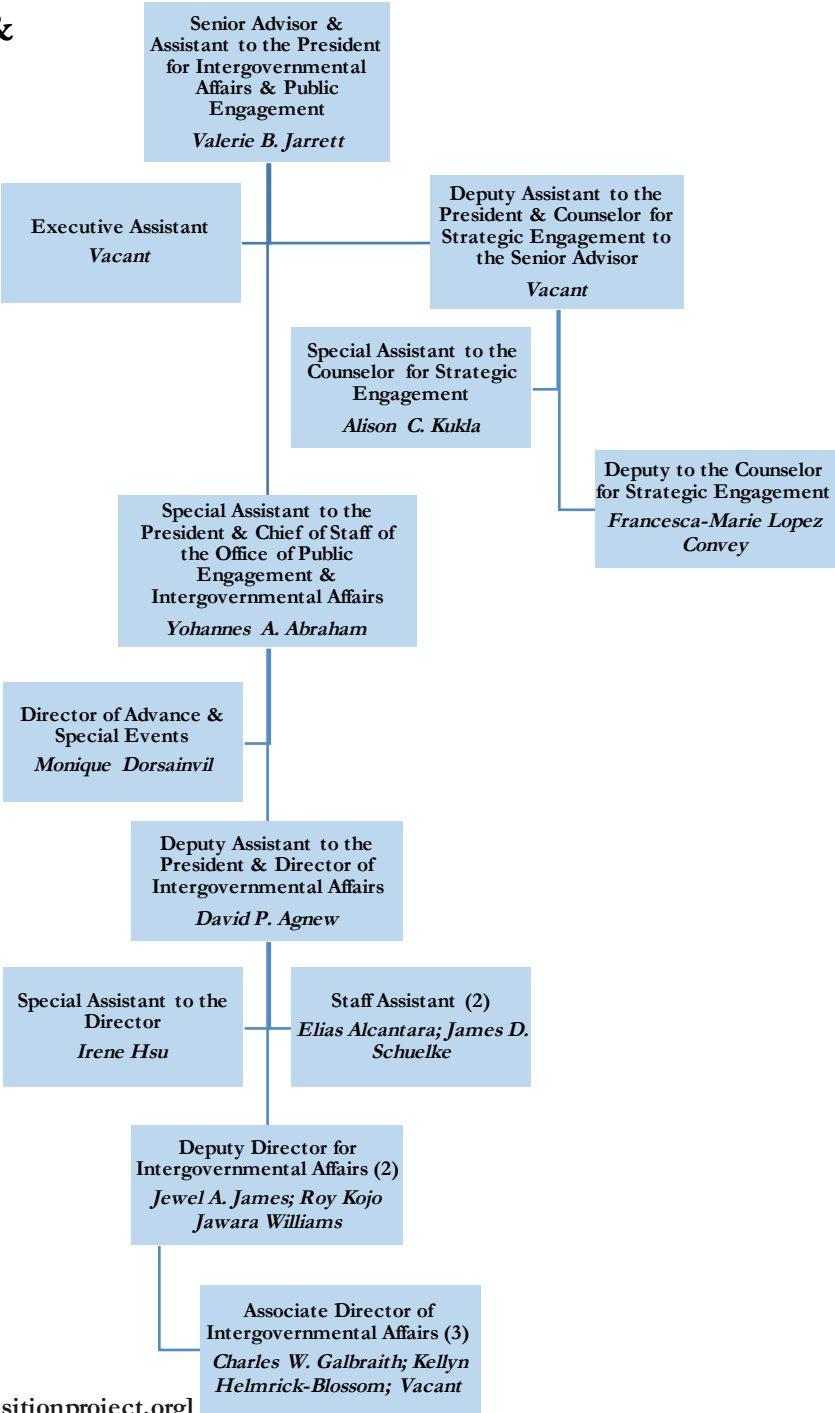 &
Senior Advisor &
Assistant to the President
for Intergovernmental
Affairs & Public
Engagement
Valerie B. Jarrett
Executive Assistant
Vacant
Deputy Assistant to the
President & Counselor for
Strategic Engagement to
the Senior Advisor
Vacant
Special Assistant to the
Counselor for Strategic
Engagement
Alison C. Kukla
Deputy to the Counselor
for Strategic Engagement
Francesca-Marie Lopez
Convey
Special Assistant to the
President & Chief of Staff of
the Office of Public
Engagement &
Intergovernmental Affairs
Yohannes A. Abraham
Director of Advance &
Special Events
Monique Dorsainvil
Deputy Assistant to the
President & Director of
Intergovernmental Affairs
David P. Agnew
Special Assistant to the
Director
Irene Hsu
Staff Assistant (2)
Elias Alcantara; James D.
Schuelke
Deputy Director for
Intergovernmental Affairs (2)
Jewel A. James; Roy Kojo
Jawara Williams
Associate Director of
Intergovernmental Affairs (3)
Charles W. Galbraith; Kellyn
Helmrick-Blossom; Vacant
sitionproject.org]